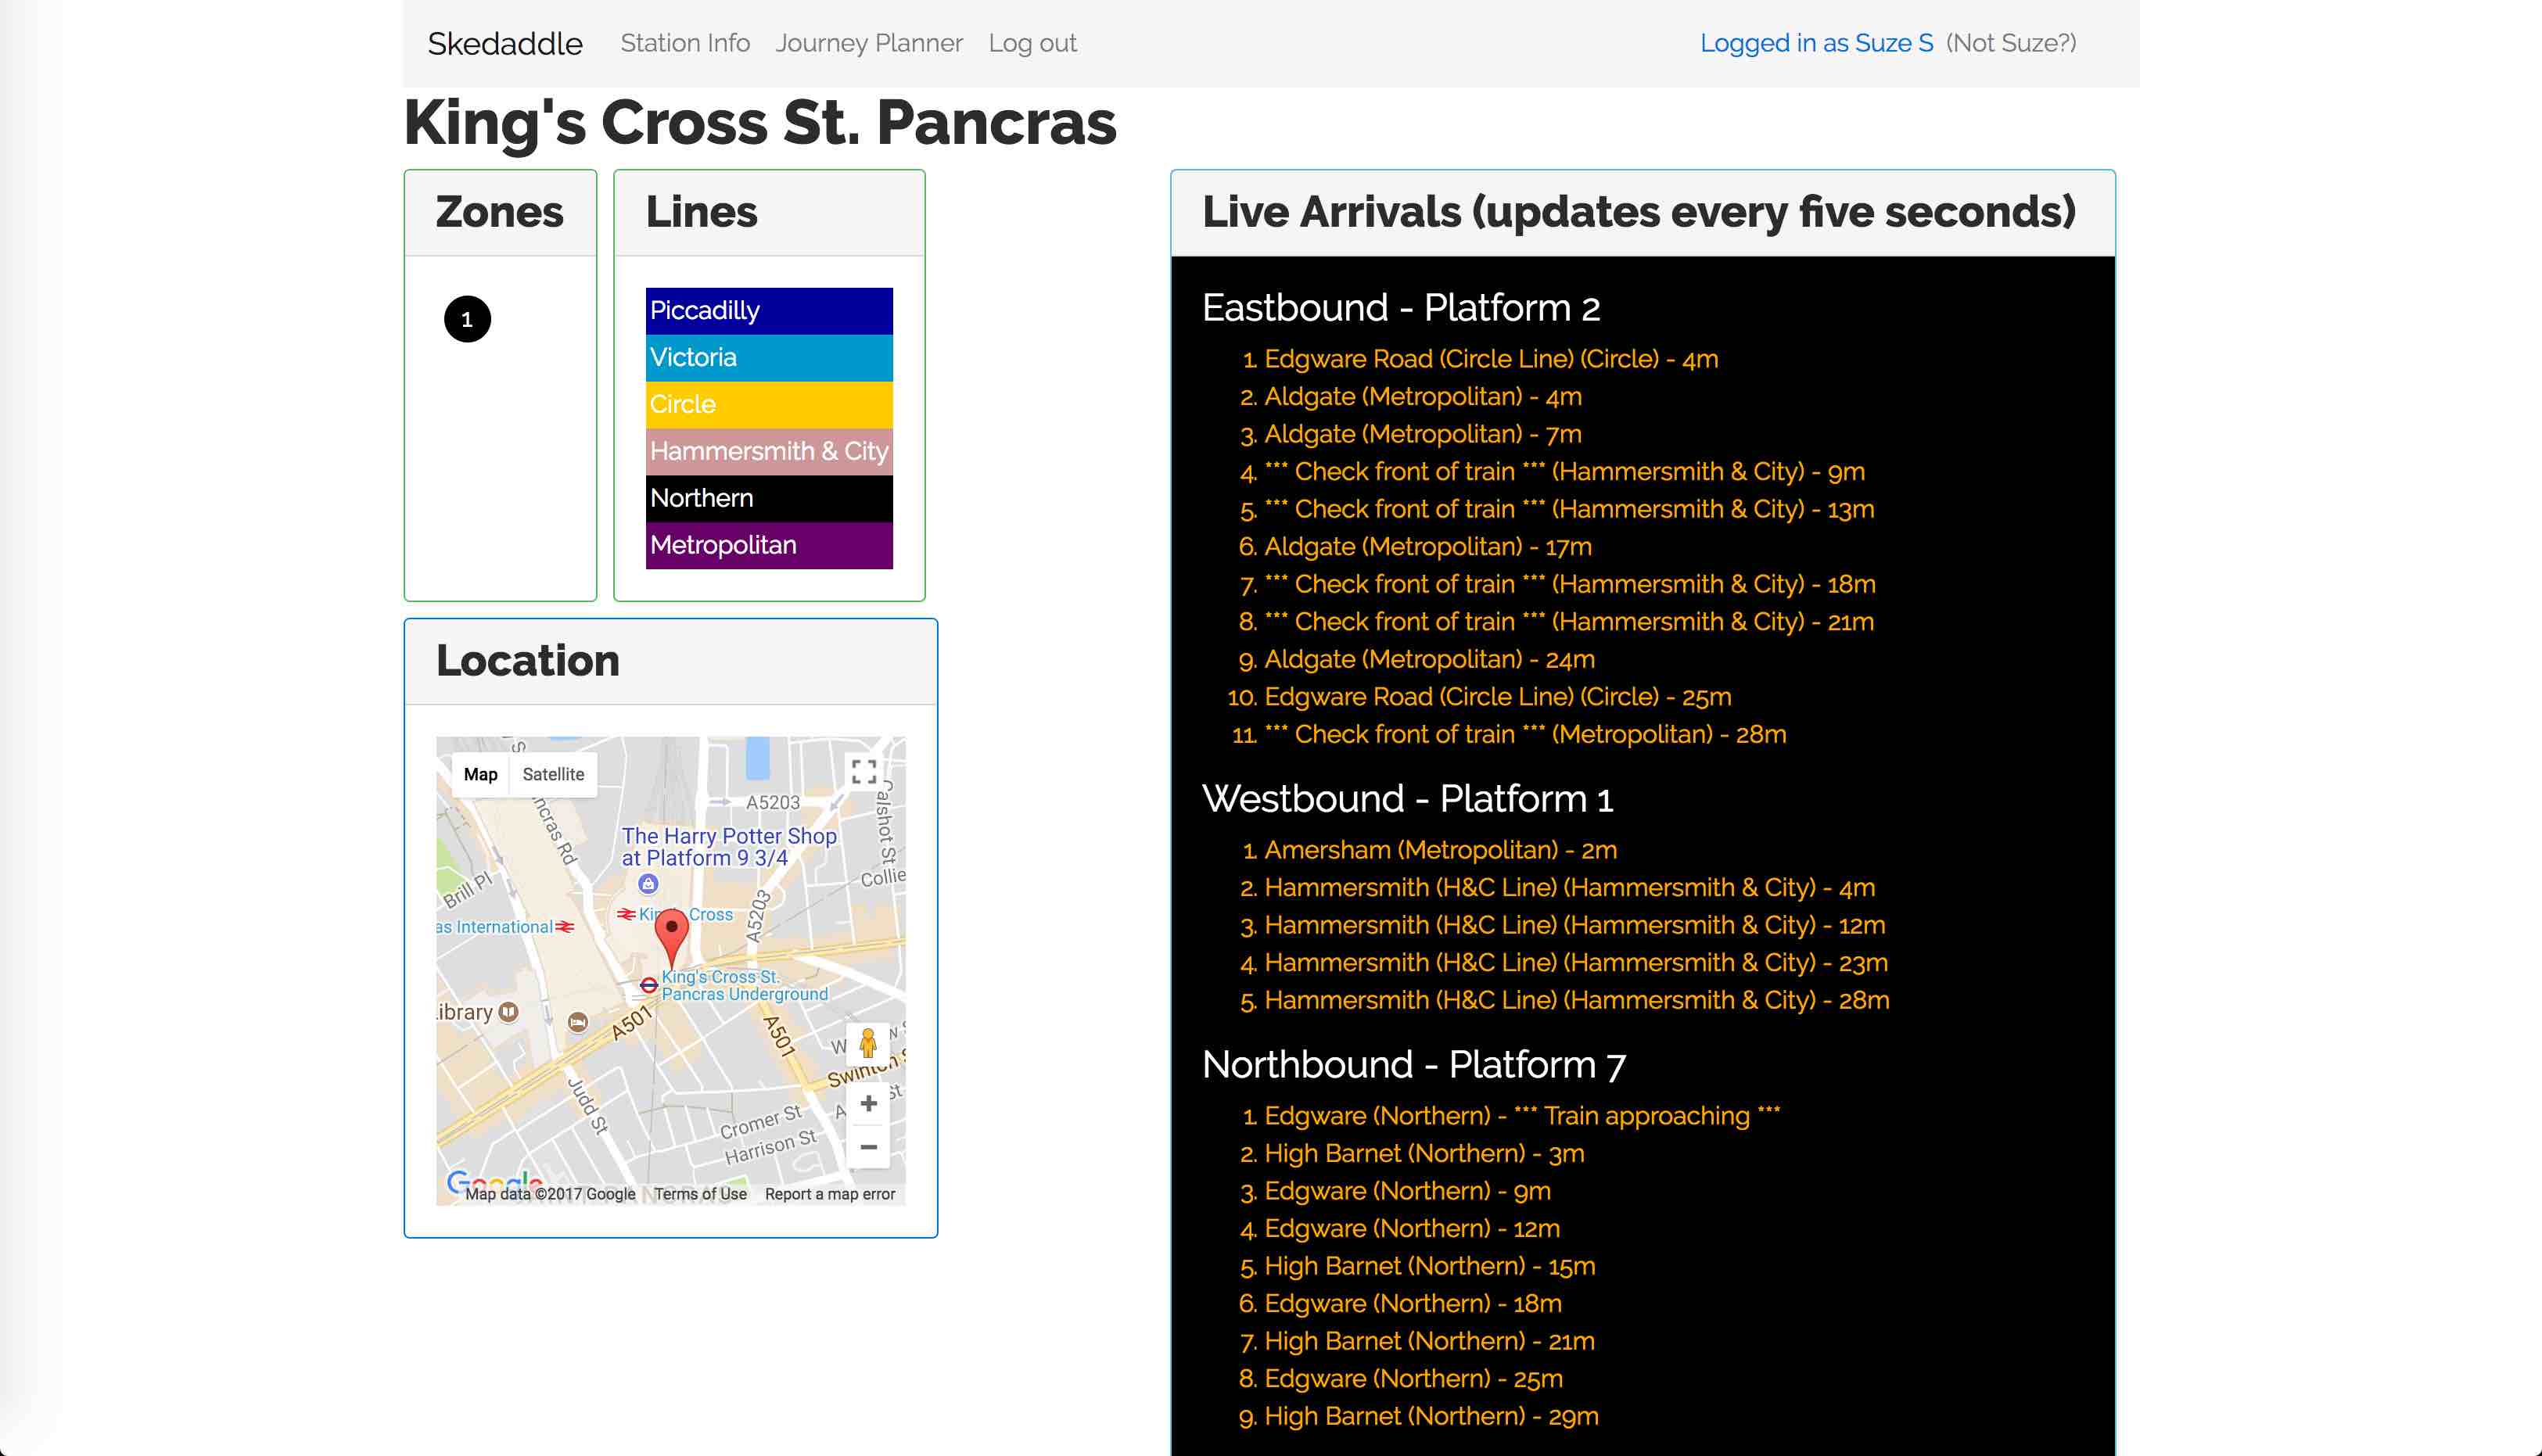 Skedaddle Station Info Journey Planner Log out Logged in as Suze S (Not Suze?)
King's Cross St. Pancras
Zones
1
Lines
Piccadilly
Victoria
Circle
Hammersmith & City
Northern
Metropolitan
Location
Map Satellite
A5203
The Harry Potter Shop
at Platform 9 3/4
Calshot St
Collie
Brill Pl
ncras Rd
Cross
A5203
as International
King's Cross St.
Pancras Underground
ibrary
A501
A501
Judd St
Cromer St
Harrison St
Google
Map data ©2017 Google Terms of Use Report a map error
Live Arrivals (updates every five seconds)
Eastbound - Platform 2
1. Edgware Road (Circle Line) (Circle) - 4m
2. Aldgate (Metropolitan) - 4m
3. Aldgate (Metropolitan) - 7m
4. *** Check front of train *** (Hammersmith & City) - 9m
5. *** Check front of train *** (Hammersmith & City) - 13m
6. Aldgate (Metropolitan) - 17m
7. *** Check front of train *** (Hammersmith & City) - 18m
8. *** Check front of train *** (Hammersmith & City) - 21m
9. Aldgate (Metropolitan) - 24m
10. Edgware Road (Circle Line) (Circle) - 25m
11. *** Check front of train *** (Metropolitan) - 28m
Westbound - Platform 1
1. Amersham (Metropolitan) - 2m
2. Hammersmith (H&C Line) (Hammersmith & City) - 4m
3. Hammersmith (H&C Line) (Hammersmith & City) - 12m
4. Hammersmith (H&C Line) (Hammersmith & City) - 23m
5. Hammersmith (H&C Line) (Hammersmith & City) - 28m
Northbound - Platform 7
1. Edgware (Northern) - *** Train approaching ***
2. High Barnet (Northern) - 3m
3. Edgware (Northern) - 9m
4. Edgware (Northern) - 12m
5. High Barnet (Northern) - 15m
6. Edgware (Northern) - 18m
7. High Barnet (Northern) - 21m
8. Edgware (Northern) - 25m
9. High Barnet (Northern) - 29m